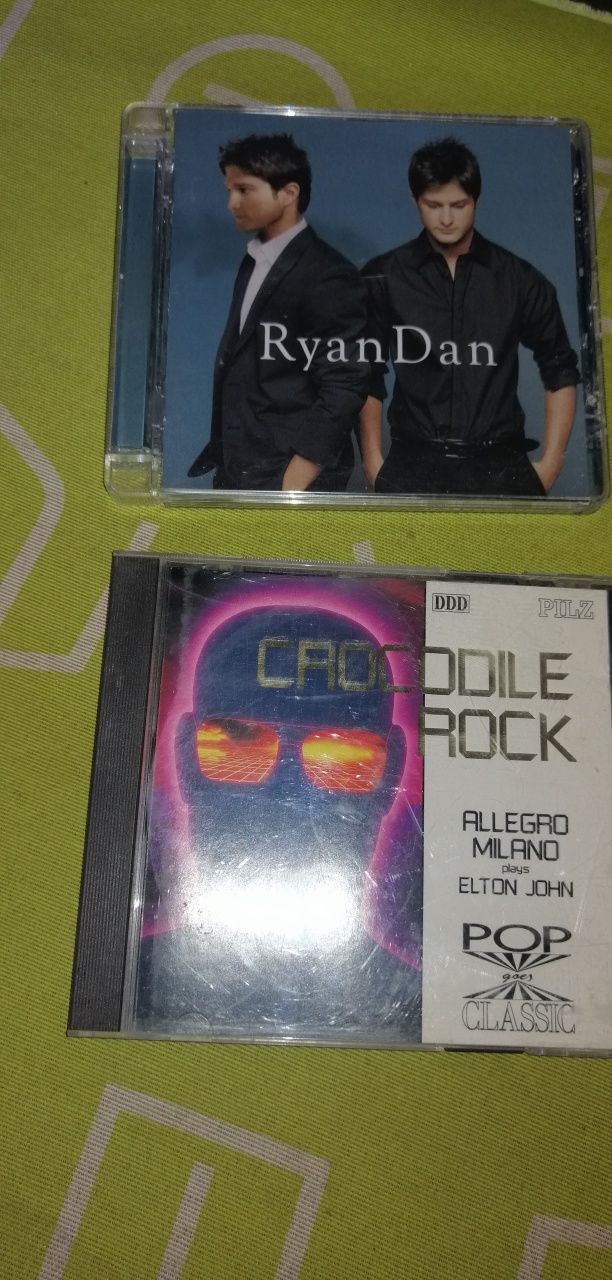 RyanDan
DDD
PILZ
CROCODILE
ROCK
ALLEGRO
MILANO
plays
ELTON JOHN
POP
goes
CLASSIC